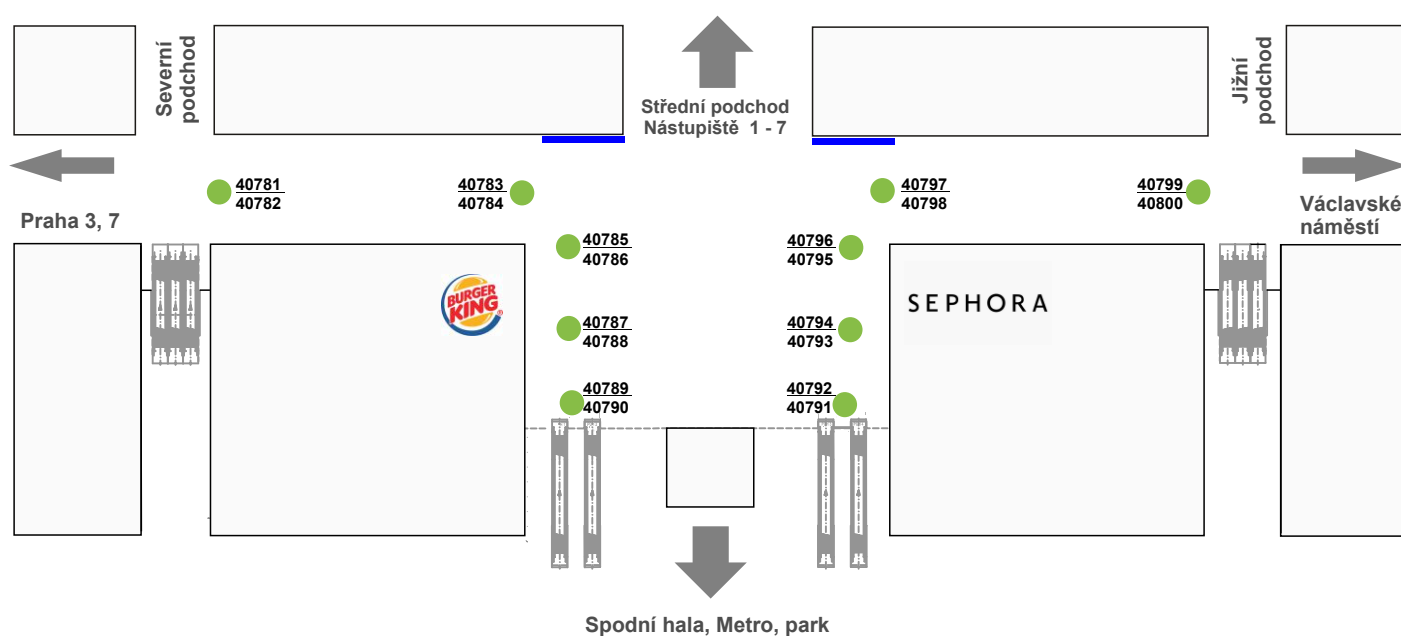 Severní
podchod
Střední podchod
Nástupiště 1 - 7
Jižní
podchod
40781
40782
40783
40784
40797
40798
40799
40800
Praha 3, 7
Václavské
náměstí
40785
40786
40796
40795
BURGER
KING®
SEPHORA
40787
40788
40794
40793
40789
40790
40792
40791
Spodní hala, Metro, park